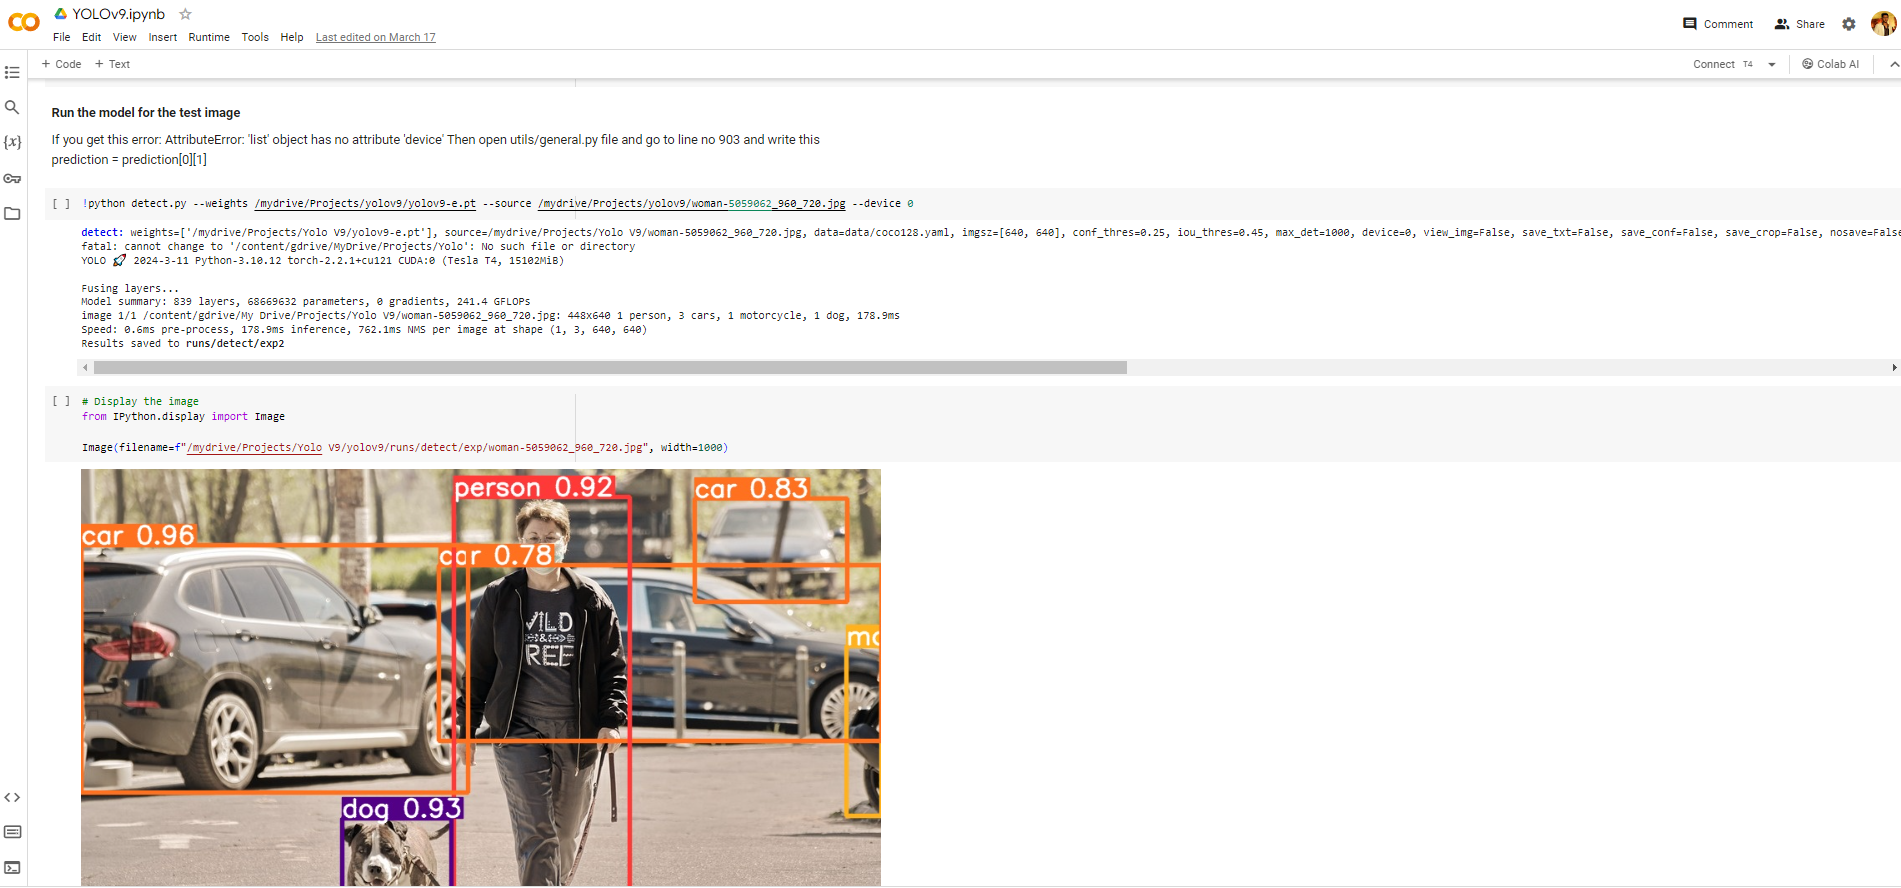 YOLOv9.ipynb
File Edit View Insert Runtime Tools Help Last edited on March 17
Comment Share
+ Code + Text
Connect T4 Colab AI
Run the model for the test image
If you get this error: AttributeError: 'list' object has no attribute 'device' Then open utils/general.py file and go to line no 903 and write this
prediction = prediction[0][1]
[ ] !python detect.py --weights /mydrive/Projects/yolov9/yolov9-e.pt --source /mydrive/Projects/yolov9/woman-5059062_960_720.jpg --device 0
detect: weights=['/mydrive/Projects/Yolo V9/yolov9-e.pt'], source=/mydrive/Projects/Yolo V9/woman-5059062_960_720.jpg, data=data/coco128.yaml, imgsz=[640, 640], conf_thres=0.25, iou_thres=0.45, max_det=1000, device=0, view_img=False, save_txt=False, save_conf=False, save_crop=False, nosave=False
fatal: cannot change to '/content/gdrive/MyDrive/Projects/Yolo': No such file or directory
YOLO 🚀 2024-3-11 Python-3.10.12 torch-2.2.1+cu121 CUDA:0 (Tesla T4, 15102MiB)
Fusing layers...
Model summary: 839 layers, 68669632 parameters, 0 gradients, 241.4 GFLOPs
image 1/1 /content/gdrive/My Drive/Projects/Yolo V9/woman-5059062_960_720.jpg: 448x640 1 person, 3 cars, 1 motorcycle, 1 dog, 178.9ms
Speed: 0.6ms pre-process, 178.9ms inference, 762.1ms NMS per image at shape (1, 3, 640, 640)
Results saved to runs/detect/exp2
[ ] # Display the image
from IPython.display import Image
Image(filename=f"/mydrive/Projects/Yolo V9/yolov9/runs/detect/exp/woman-5059062_960_720.jpg", width=1000)
person 0.92
car 0.83
car 0.96
car 0.78
VILD
&
REE
mo
dog 0.93